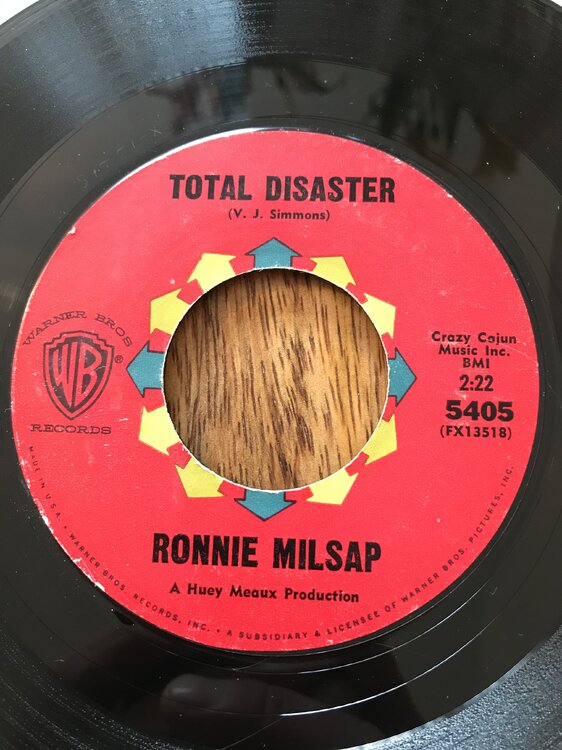 TOTAL DISASTER
(V. J. Simmons)
WARNER BROS
WB
®
RECORDS
Crazy Cajun
Music Inc.
BMI
2:22
5405
(FX13518)
RONNIE MILSAP
A Huey Meaux Production
MADE IN U.S.A. • WARNER BROS. RECORDS, INC. • A SUBSIDIARY & LICENSEE OF WARNER BROS. PICTURES, INC.